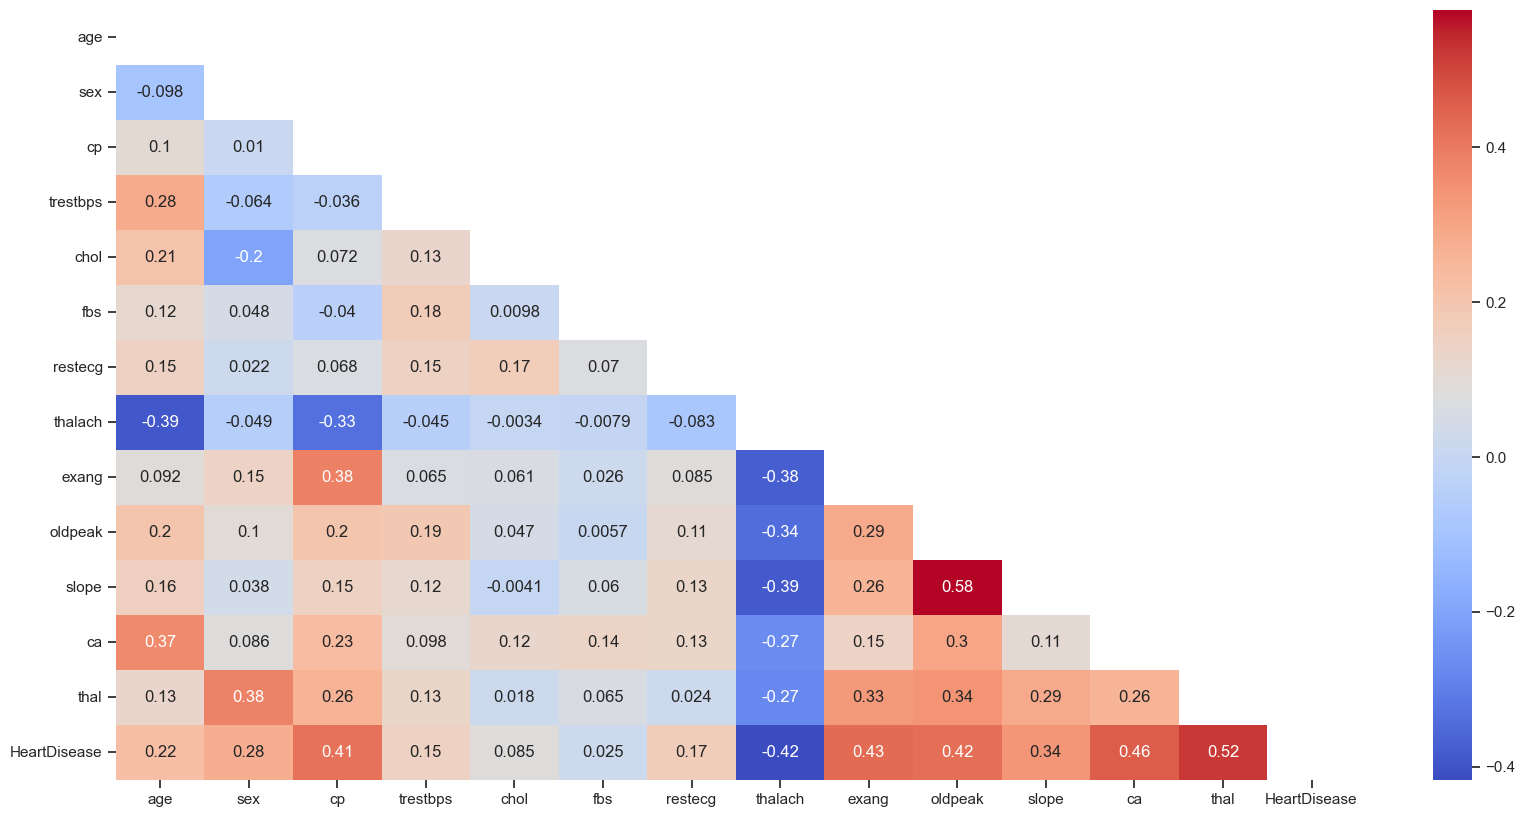 age
sex -0.098
cp 0.1 0.01
trestbps 0.28 -0.064 -0.036
chol 0.21 -0.2 0.072 0.13
fbs 0.12 0.048 -0.04 0.18 0.0098
restecg 0.15 0.022 0.068 0.15 0.17 0.07
thalach -0.39 -0.049 -0.33 -0.045 -0.0034 -0.0079 -0.083
exang 0.092 0.15 0.38 0.065 0.061 0.026 0.085 -0.38
oldpeak 0.2 0.1 0.2 0.19 0.047 0.0057 0.11 -0.34 0.29
slope 0.16 0.038 0.15 0.12 -0.0041 0.06 0.13 -0.39 0.26 0.58
ca 0.37 0.086 0.23 0.098 0.12 0.14 0.13 -0.27 0.15 0.3 0.11
thal 0.13 0.38 0.26 0.13 0.018 0.065 0.024 -0.27 0.33 0.34 0.29 0.26
HeartDisease 0.22 0.28 0.41 0.15 0.085 0.025 0.17 -0.42 0.43 0.42 0.34 0.46 0.52
age sex cp trestbps chol fbs restecg thalach exang oldpeak slope ca thal HeartDisease
0.4
0.2
0.0
−0.2
−0.4